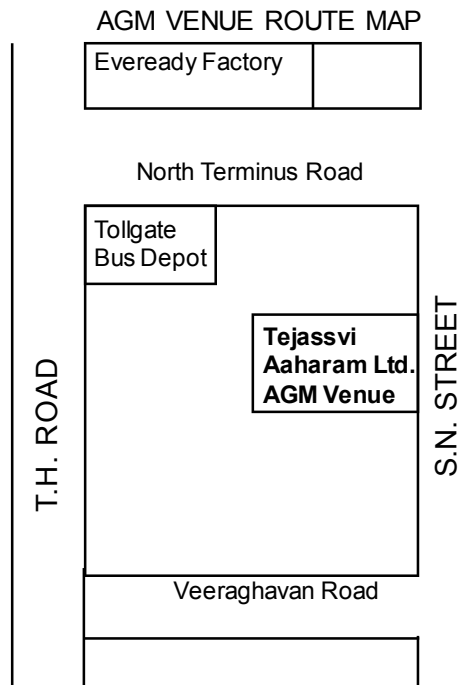 AGM VENUE ROUTE MAP
Eveready Factory
North Terminus Road
Tollgate
Bus Depot
Tejassvi
Aaharam Ltd.
AGM Venue
T.H. ROAD
S.N. STREET
Veeraghavan Road